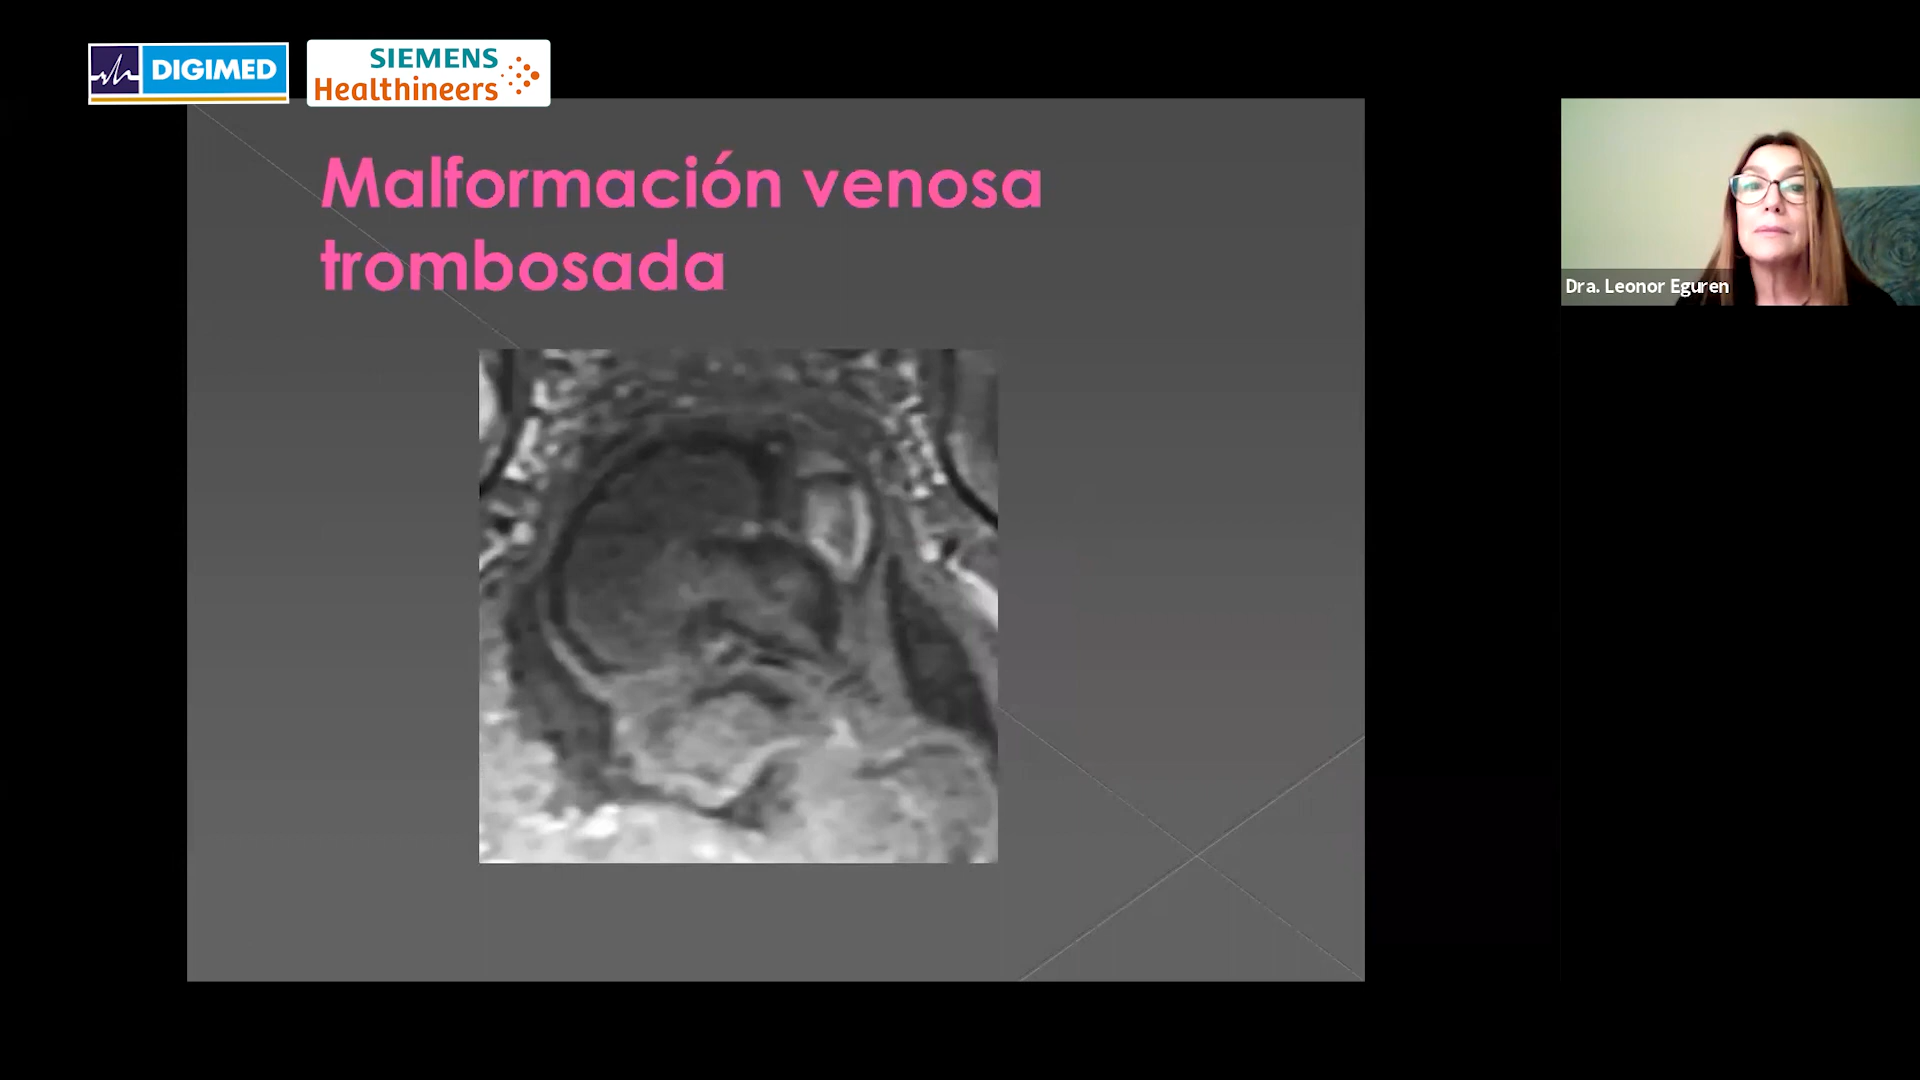 DIGIMED
SIEMENS
Healthineers
Malformación venosa
trombosada
Dra. Leonor Eguren